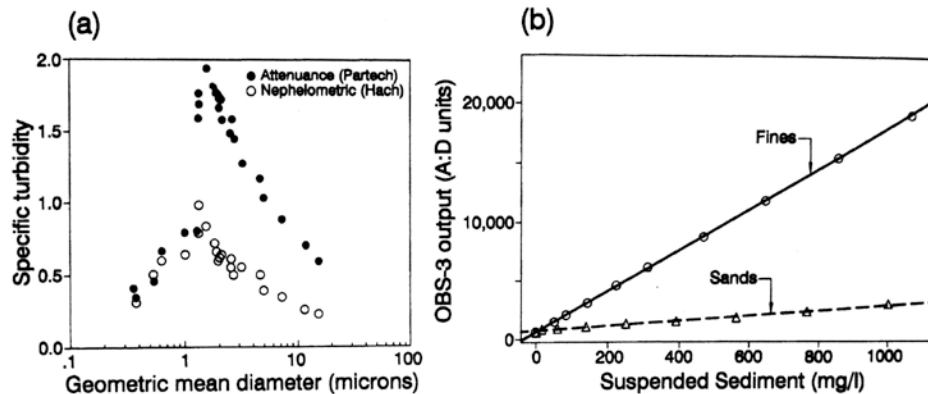 (a)
2.0
1.5
1.0
0.5
0.0
Specific turbidity
Attenuance (Partech)
Nephelometric (Hach)
.1
1
10
100
Geometric mean diameter (microns)
(b)
20,000
10,000
0
OBS-3 output (A:D units)
Fines
Sands
0
200
400
600
800
1000
Suspended Sediment (mg/l)